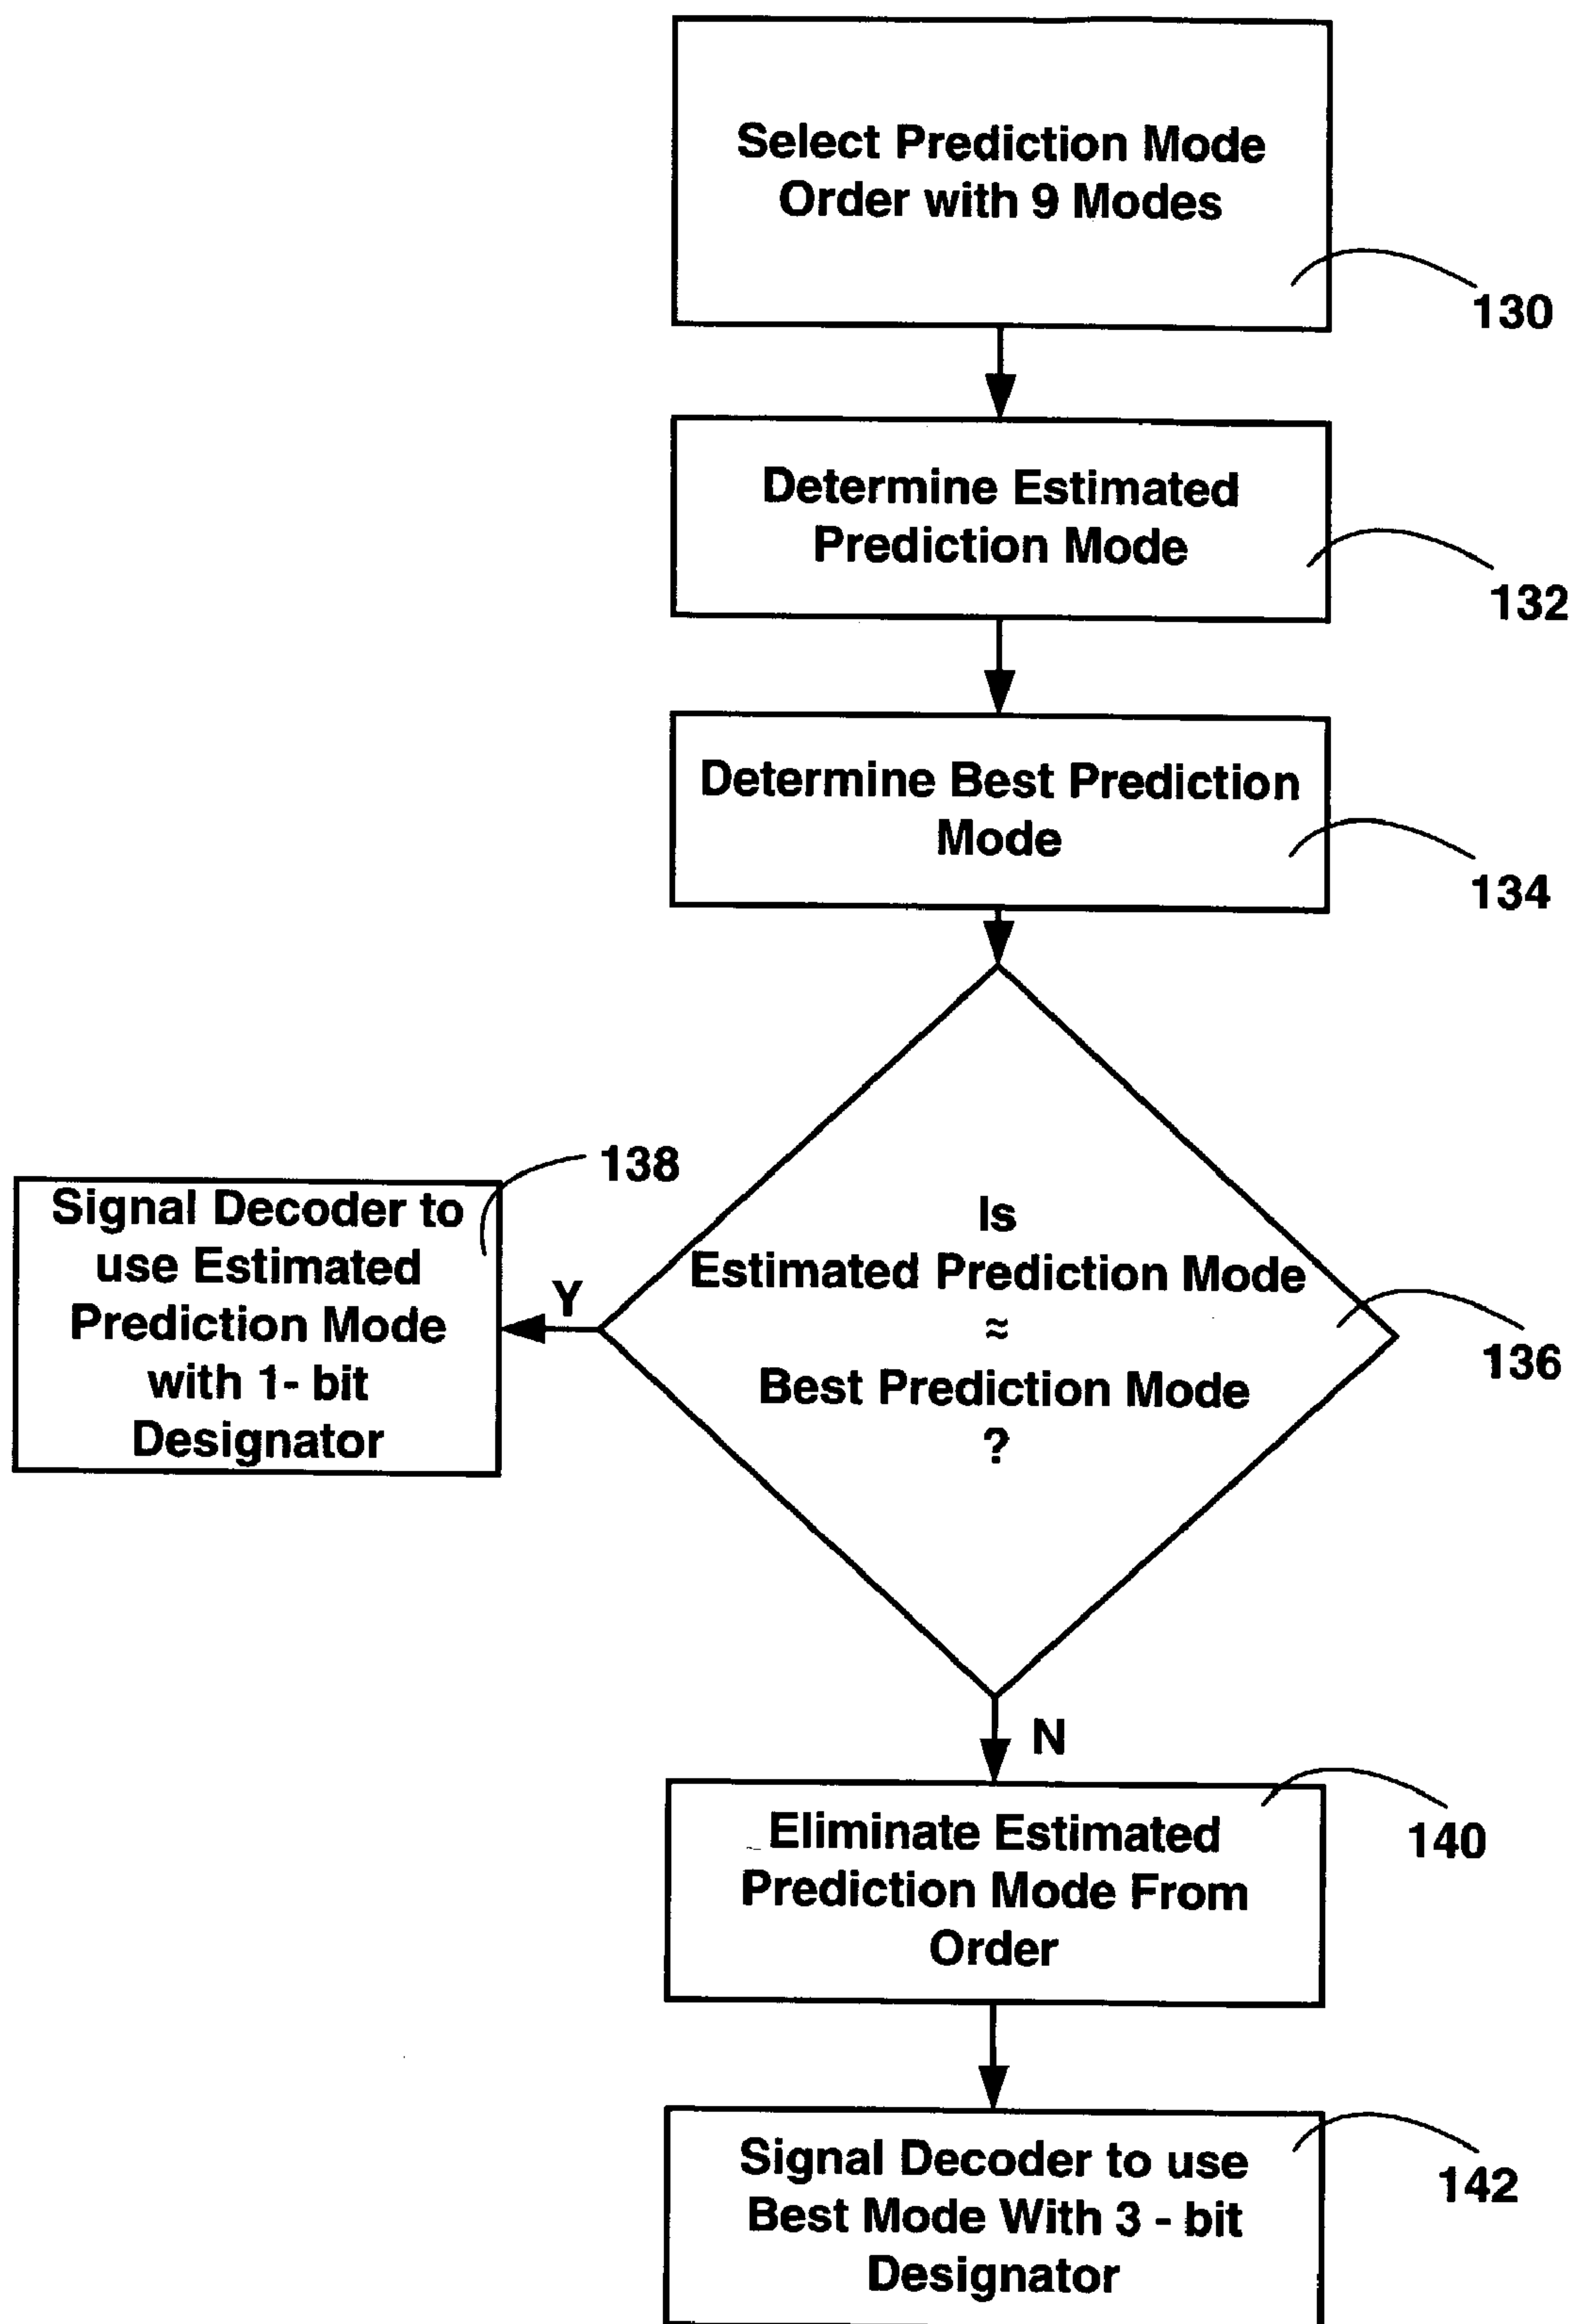 Select Prediction Mode
Order with 9 Modes
130
Determine Estimated
Prediction Mode
132
Determine Best Prediction
Mode
134
Is
Estimated Prediction Mode
≈
Best Prediction Mode
?
136
Y
138
Signal Decoder to
use Estimated
Prediction Mode
with 1- bit
Designator
N
Eliminate Estimated
Prediction Mode From
Order
140
Signal Decoder to use
Best Mode With 3 - bit
Designator
142